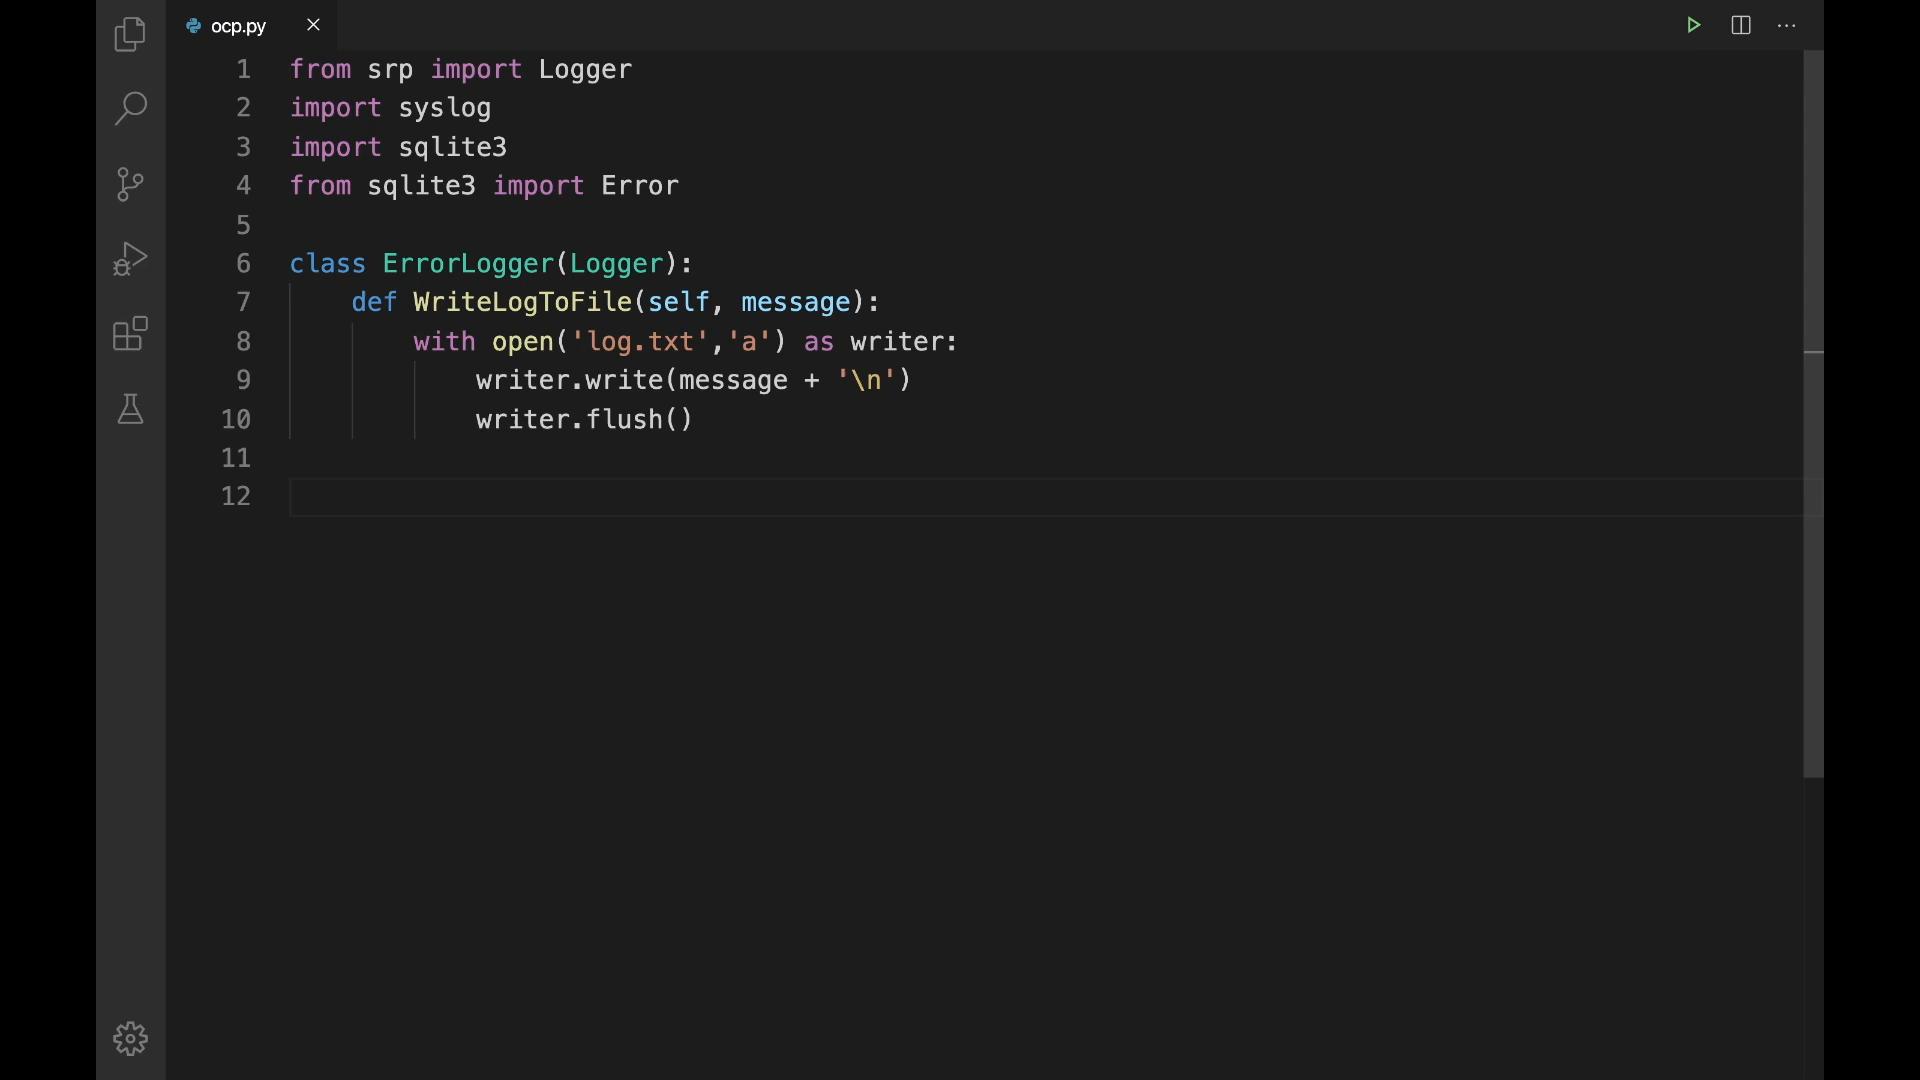 ocp.py
1 from srp import Logger
2 import syslog
3 import sqlite3
4 from sqlite3 import Error
5
6 class ErrorLogger(Logger):
7     def WriteLogToFile(self, message):
8         with open('log.txt','a') as writer:
9             writer.write(message + '\n')
10             writer.flush()
11
12